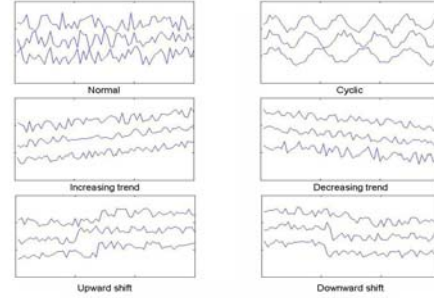 Normal
Cyclic
Increasing trend
Decreasing trend
Upward shift
Downward shift